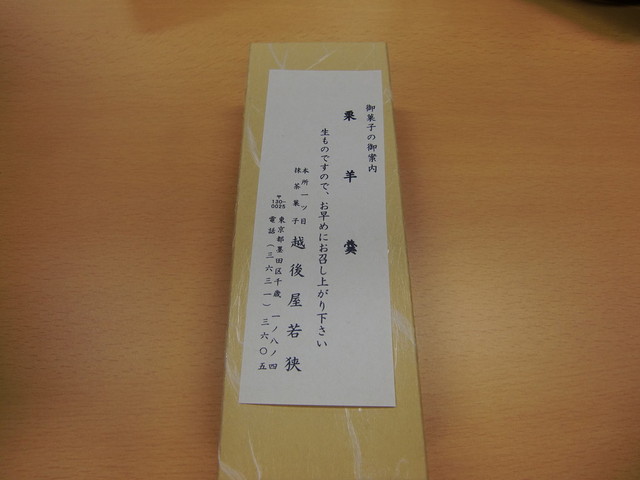 御菓子の御案内
栗羊羹
生ものですので、お早めにお召し上がり下さい
本所一ツ目
抹茶菓子
越後屋若狭
〒130-0025
東京都墨田区千歳一ノ八ノ四
電話（三六三一）三六〇五